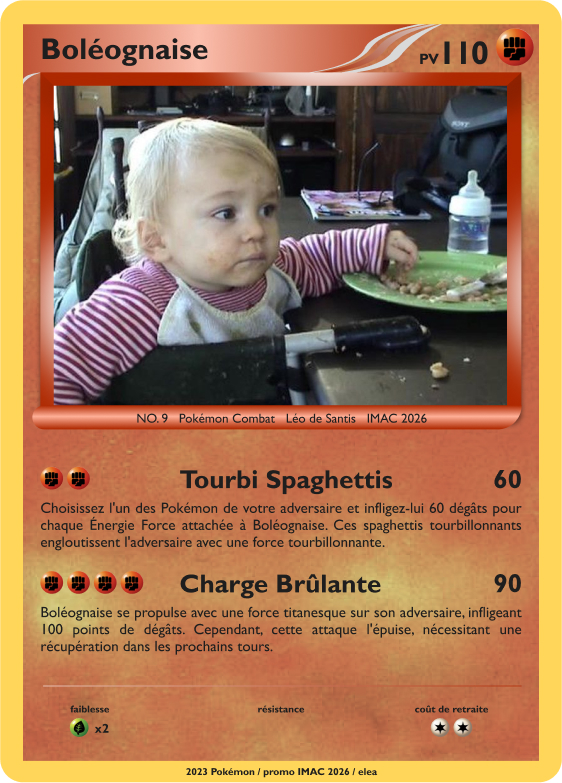 Boléognaise
PV 110
SONY
NO. 9 Pokémon Combat Léo de Santis IMAC 2026
Tourbi Spaghettis 60
Choisissez l'un des Pokémon de votre adversaire et infligez-lui 60 dégâts pour
chaque Énergie Force attachée à Boléognaise. Ces spaghettis tourbillonnants
engloutissent l'adversaire avec une force tourbillonnante.
Charge Brûlante 90
Boléognaise se propulse avec une force titanesque sur son adversaire, infligeant
100 points de dégâts. Cependant, cette attaque l'épuise, nécessitant une
récupération dans les prochains tours.
faiblesse résistance coût de retraite
x2
2023 Pokémon / promo IMAC 2026 / elea